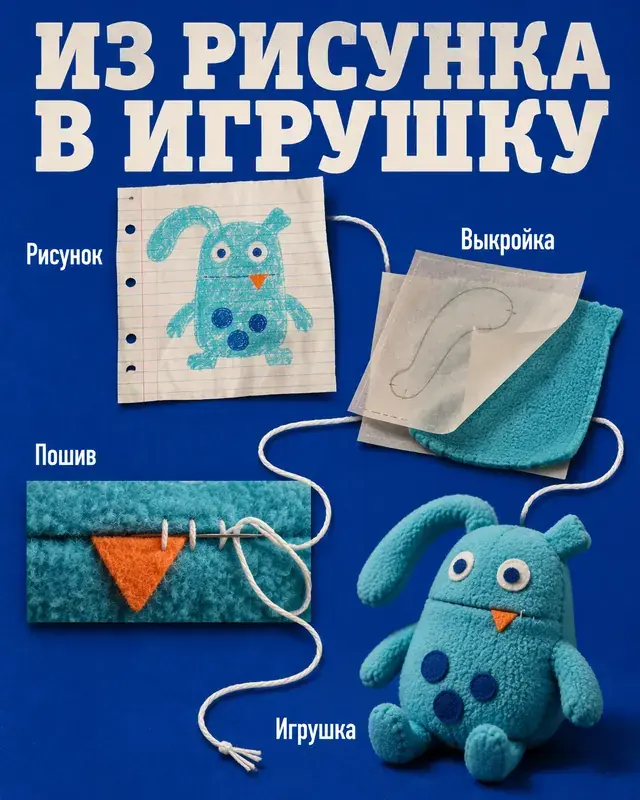 ИЗ РИСУНКА
В ИГРУШКУ
Рисунок
Выкройка
Пошив
Игрушка